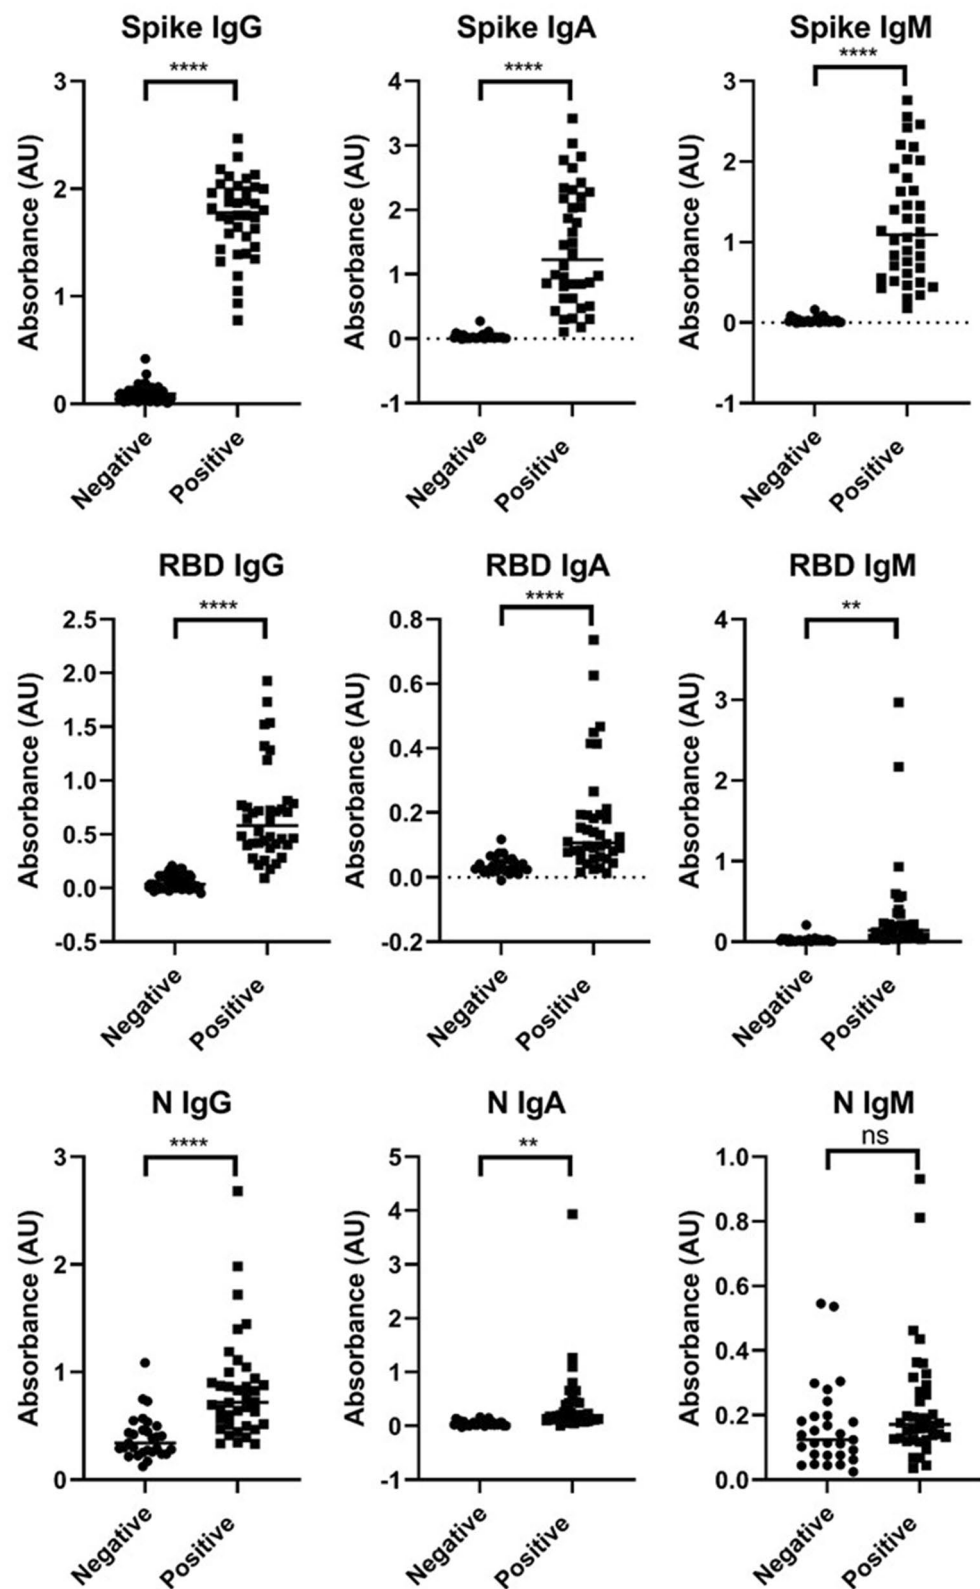 Spike IgG
****
Absorbance (AU)
3
2
1
0
Negative
Positive
Spike IgA
****
Absorbance (AU)
4
3
2
1
0
-1
Negative
Positive
Spike IgM
****
Absorbance (AU)
3
2
1
0
-1
Negative
Positive
RBD IgG
****
Absorbance (AU)
2.5
2.0
1.5
1.0
0.5
0.0
-0.5
Negative
Positive
RBD IgA
****
Absorbance (AU)
0.8
0.6
0.4
0.2
0.0
-0.2
Negative
Positive
RBD IgM
**
Absorbance (AU)
4
3
2
1
0
Negative
Positive
N IgG
****
Absorbance (AU)
3
2
1
0
Negative
Positive
N IgA
**
Absorbance (AU)
5
4
3
2
1
0
-1
Negative
Positive
N IgM
ns
Absorbance (AU)
1.0
0.8
0.6
0.4
0.2
0.0
Negative
Positive